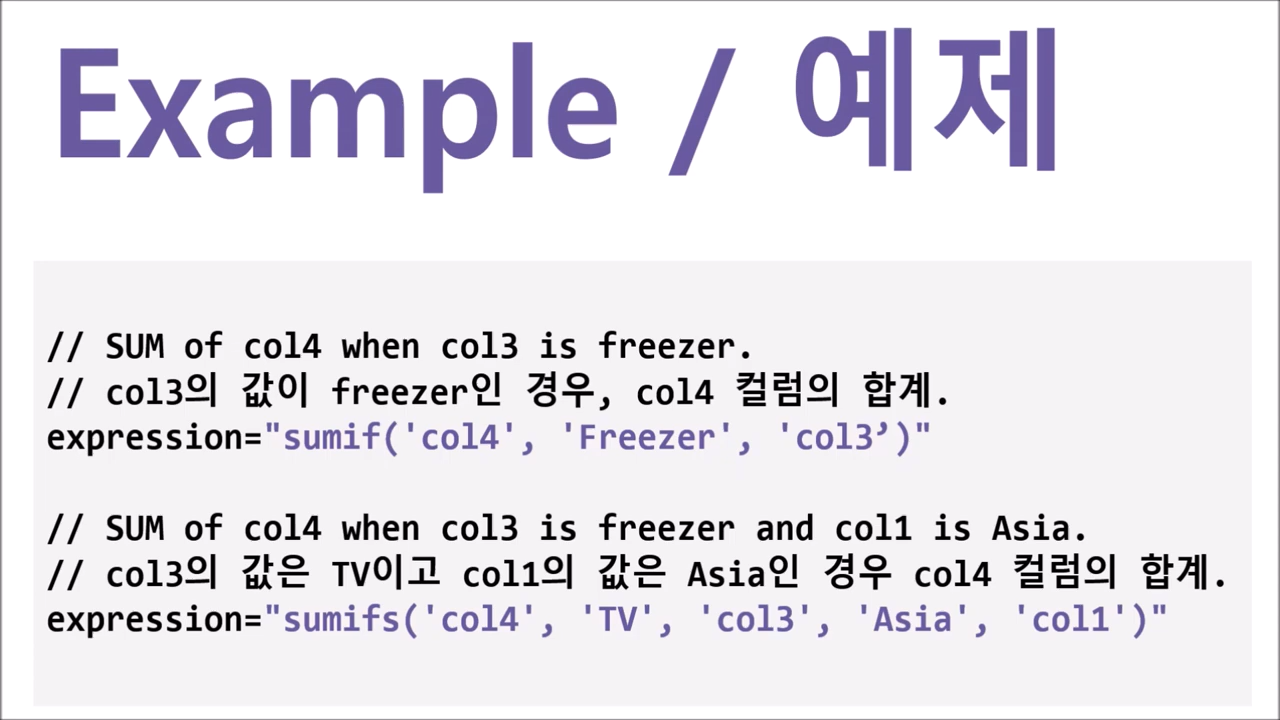 Example / 예제
// SUM of col4 when col3 is freezer.
// col3의 값이 freezer인 경우, col4 컬럼의 합계.
expression="sumif('col4', 'Freezer', 'col3’)"
// SUM of col4 when col3 is freezer and col1 is Asia.
// col3의 값은 TV이고 col1의 값은 Asia인 경우 col4 컬럼의 합계.
expression="sumifs('col4', 'TV', 'col3', 'Asia', 'col1')"